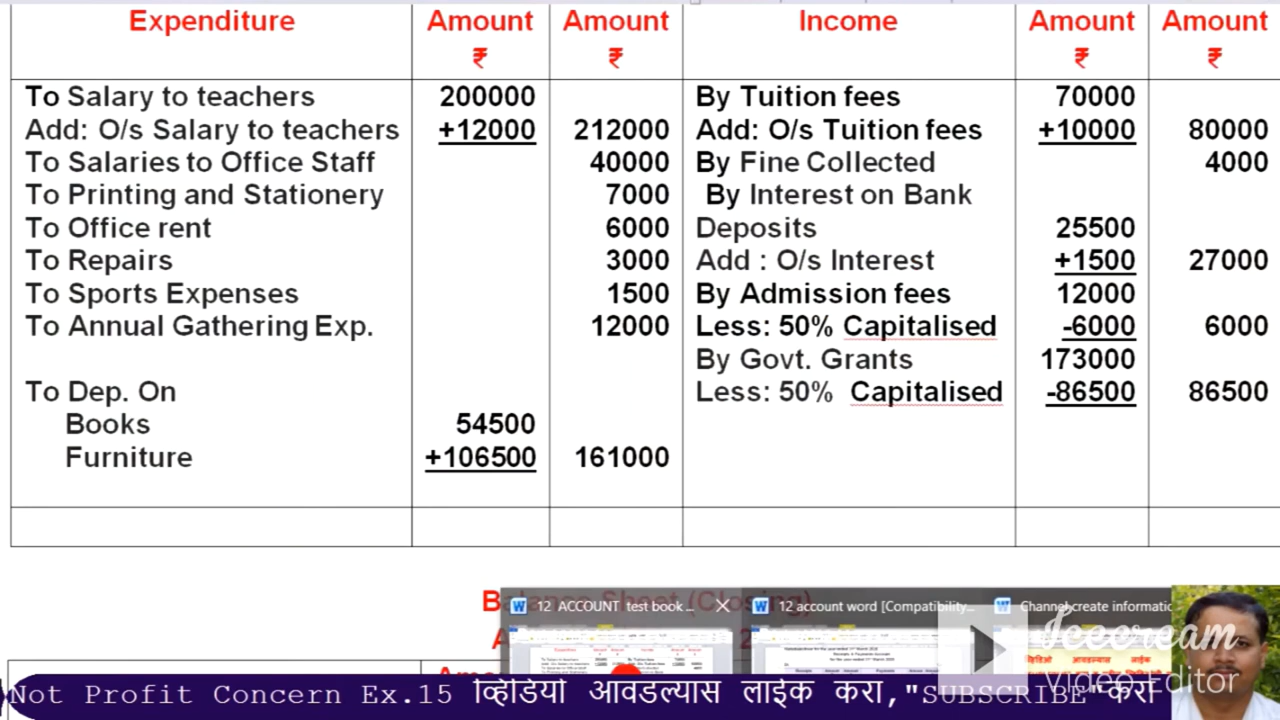 Expenditure Amount Amount Income Amount Amount
₹ ₹ ₹ ₹
To Salary to teachers 200000 By Tuition fees 70000
Add: O/s Salary to teachers +12000 212000 Add: O/s Tuition fees +10000 80000
To Salaries to Office Staff 40000 By Fine Collected 4000
To Printing and Stationery 7000 By Interest on Bank
To Office rent 6000 Deposits 25500
To Repairs 3000 Add : O/s Interest +1500 27000
To Sports Expenses 1500 By Admission fees 12000
To Annual Gathering Exp. 12000 Less: 50% Capitalised -6000 6000
By Govt. Grants 173000
To Dep. On Less: 50% Capitalised -86500 86500
Books 54500
Furniture +106500 161000
12 ACCOUNT test book ... 12 account word [Compatibility... Channel create informatic
Icecream
Video Editor
Not Profit Concern Ex.15 व्हिडियो आवडल्यास लाईक करा,"SUBSCRIBE"करा